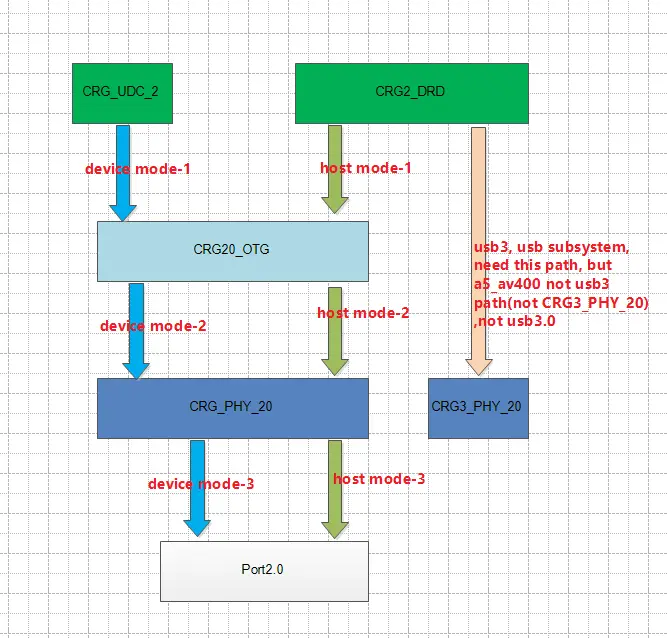 CRG_UDC_2
CRG2_DRD
device mode-1
host mode-1
CRG20_OTG
usb3, usb subsystem,
need this path, but
a5_av400 not usb3
path(not CRG3_PHY_20)
,not usb3.0
device mode-2
host mode-2
CRG_PHY_20
CRG3_PHY_20
device mode-3
host mode-3
Port2.0